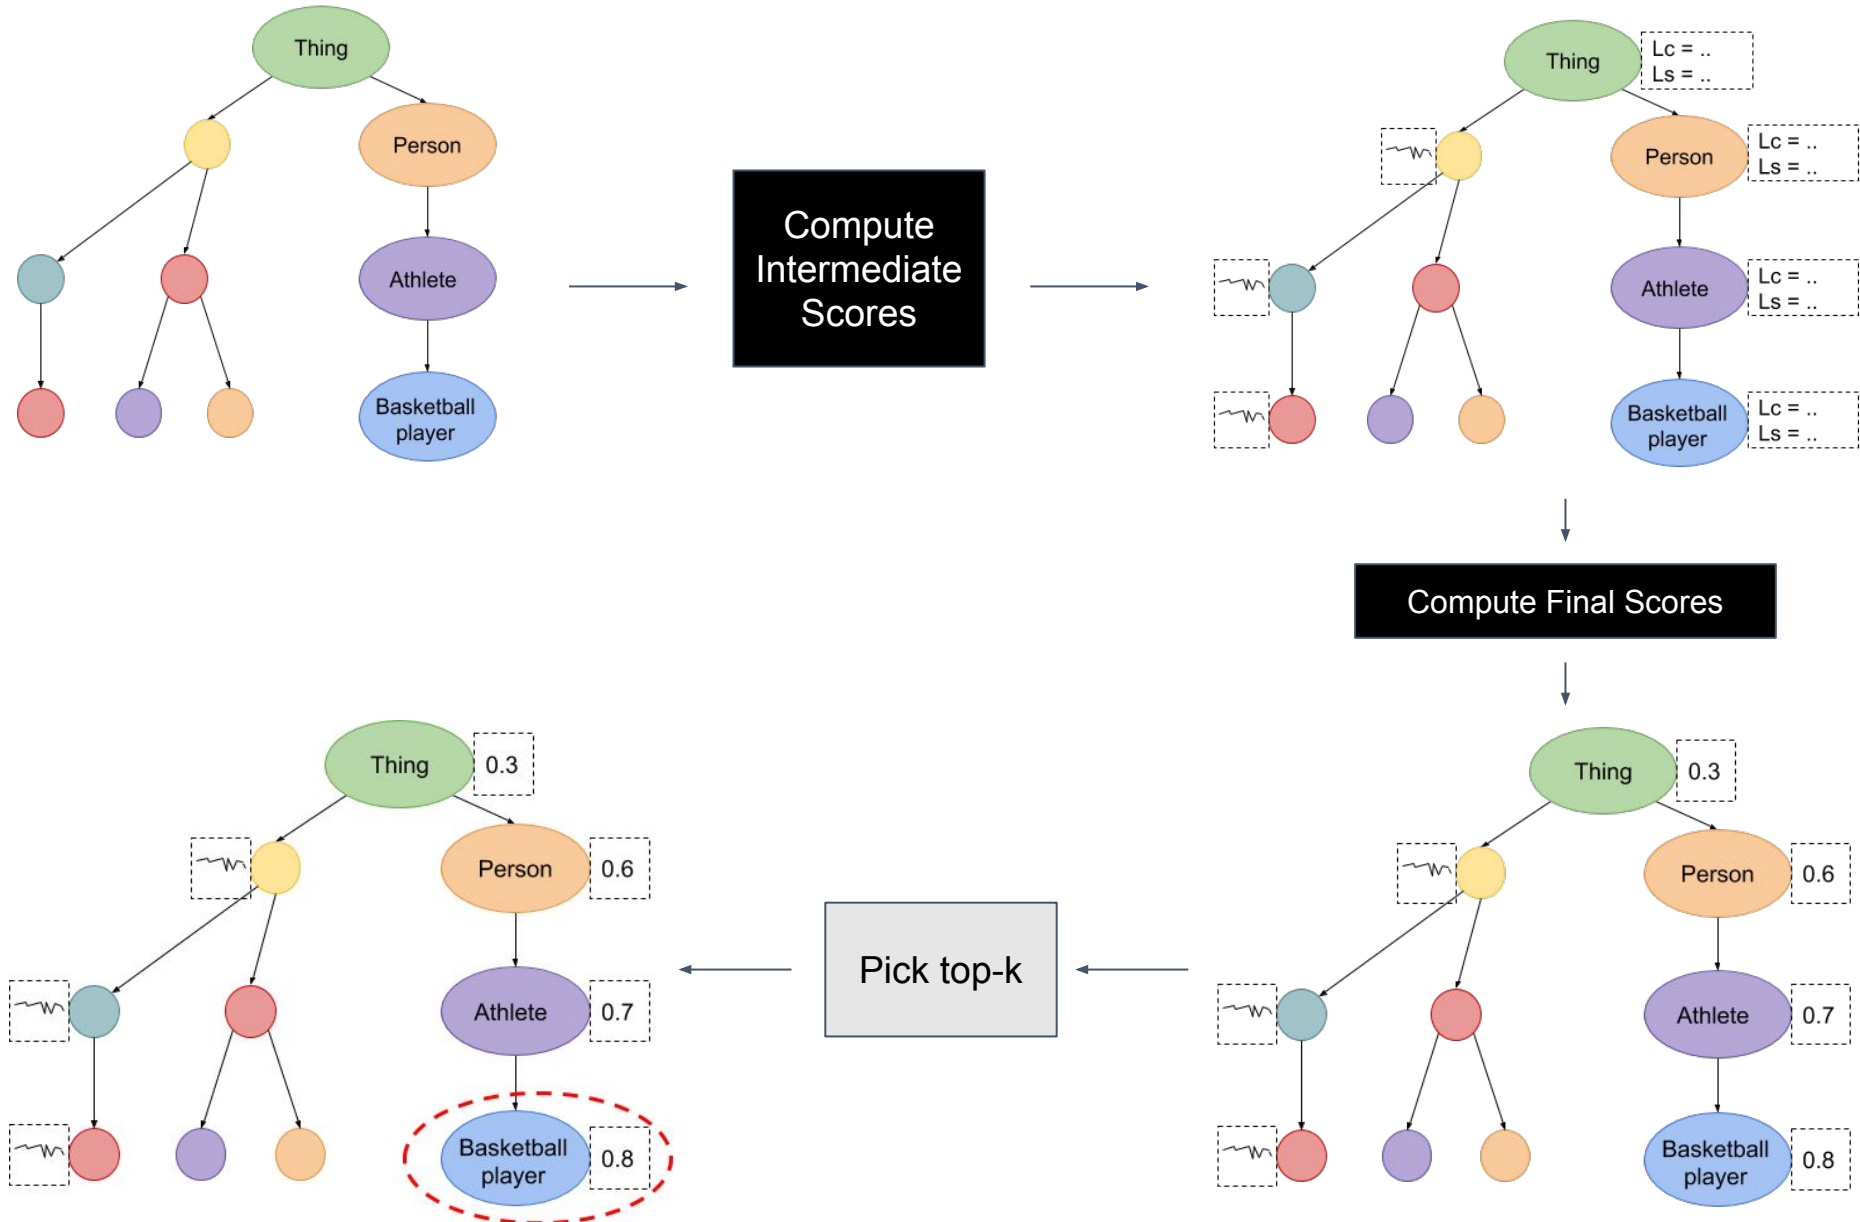 Thing
Person
Athlete
Basketball
player
Compute
Intermediate
Scores
Thing
Lc = ..
Ls = ..
Person
Lc = ..
Ls = ..
Athlete
Lc = ..
Ls = ..
Basketball
player
Lc = ..
Ls = ..
Compute Final Scores
Thing
0.3
Person
0.6
Athlete
0.7
Basketball
player
0.8
Pick top-k
Thing
0.3
Person
0.6
Athlete
0.7
Basketball
player
0.8